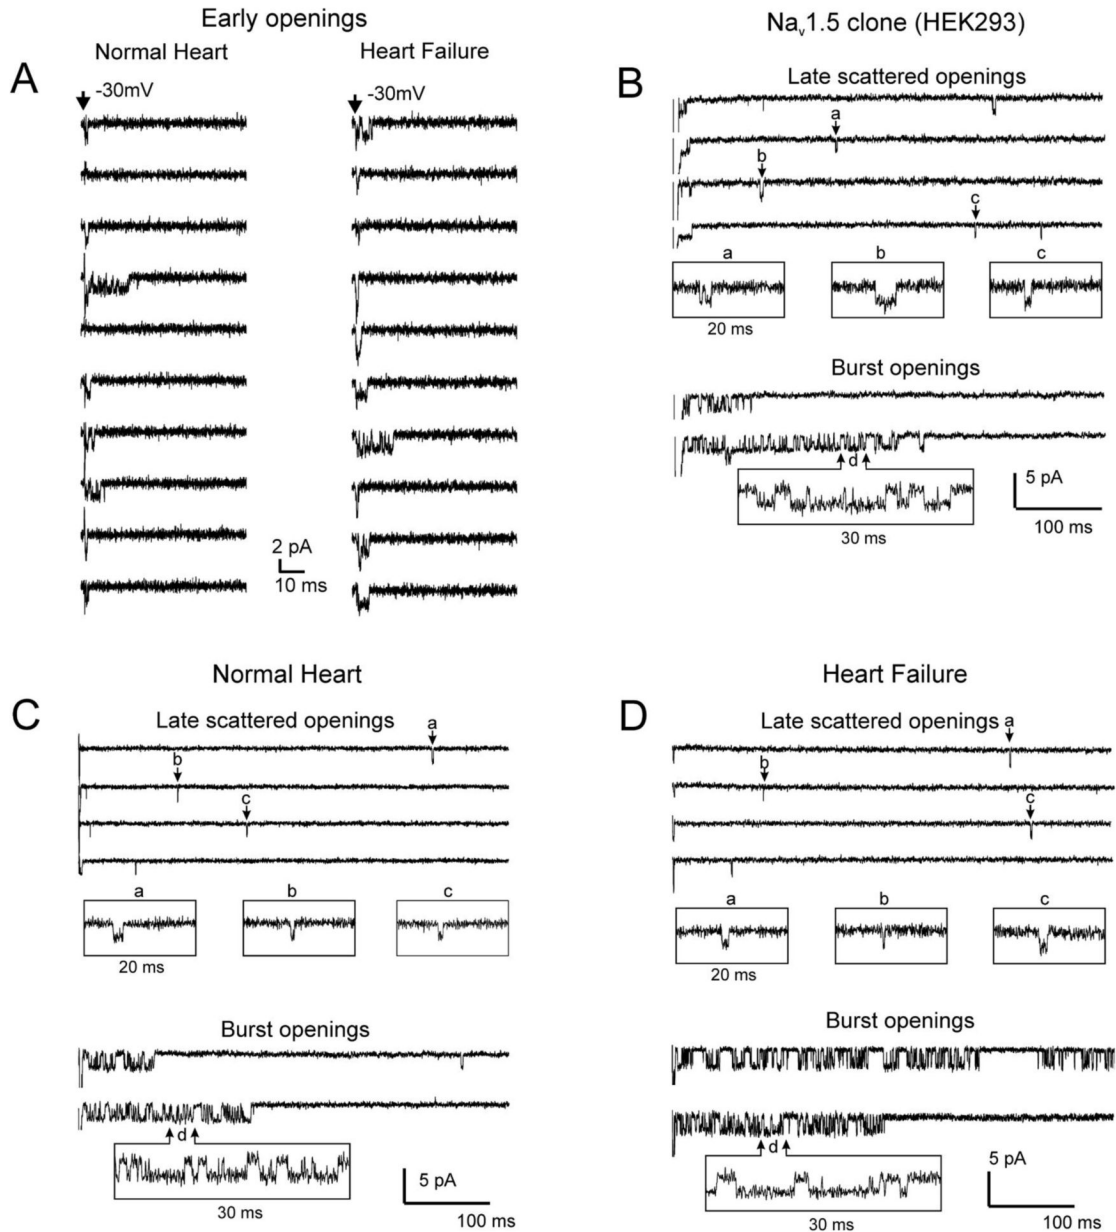 Early openings
Normal Heart
Heart Failure
A
-30mV
-30mV
2 pA
10 ms
Na_v1.5 clone (HEK293)
B
Late scattered openings
a
b
c
a
b
c
20 ms
Burst openings
d
30 ms
5 pA
100 ms
Normal Heart
C
Late scattered openings
a
b
c
a
b
c
20 ms
Burst openings
d
30 ms
5 pA
100 ms
Heart Failure
D
Late scattered openings
a
b
c
a
b
c
20 ms
Burst openings
d
30 ms
5 pA
100 ms